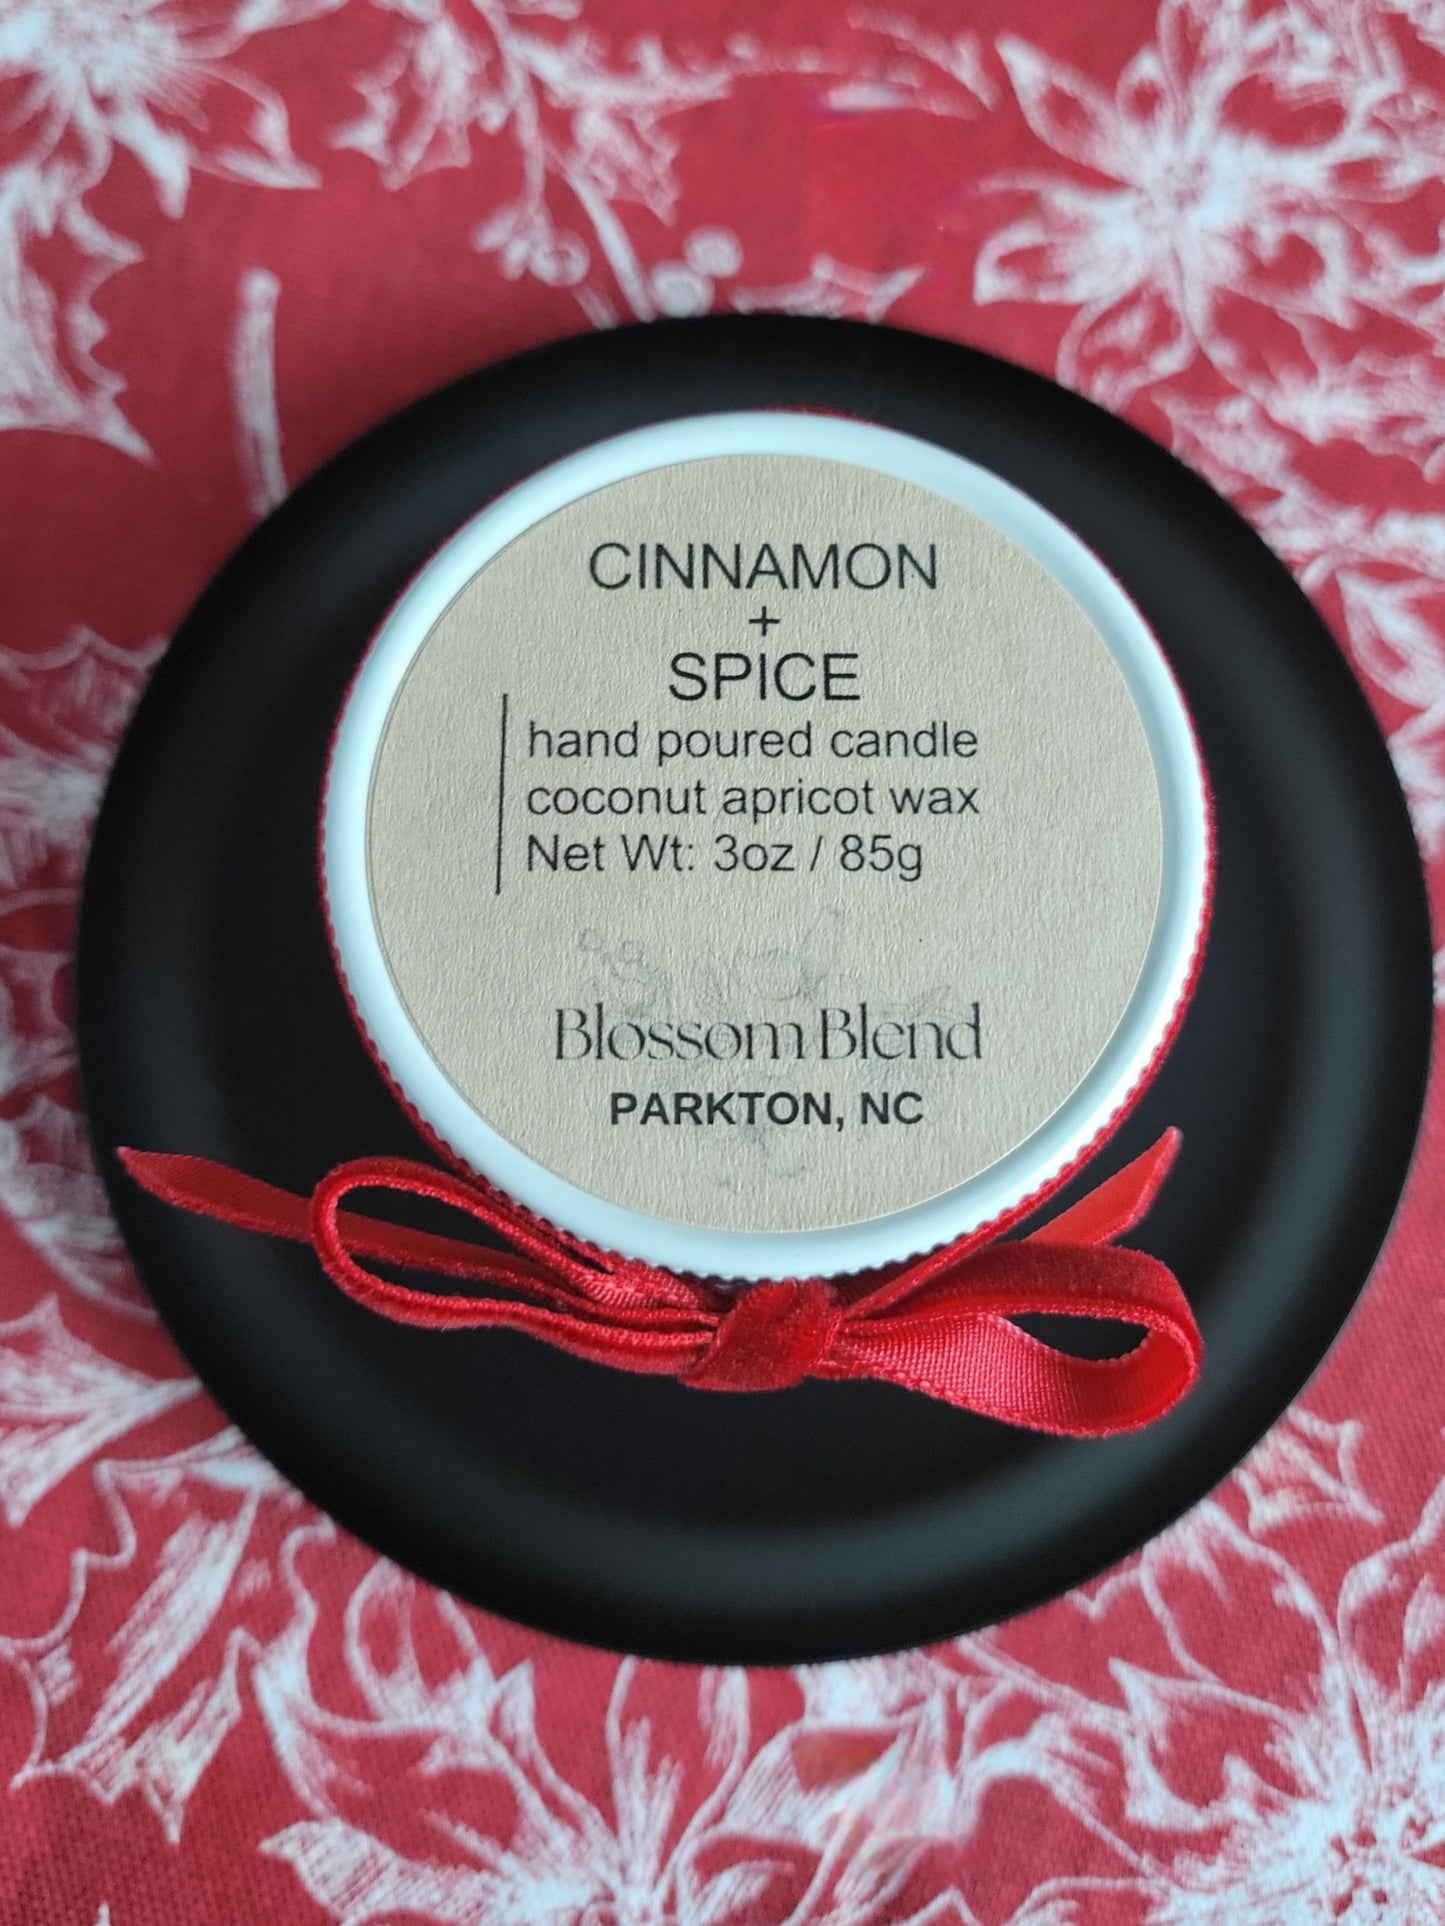 CINNAMON
+
SPICE
hand poured candle
coconut apricot wax
Net Wt: 3oz / 85g
Blossom Blend
PARKTON, NC